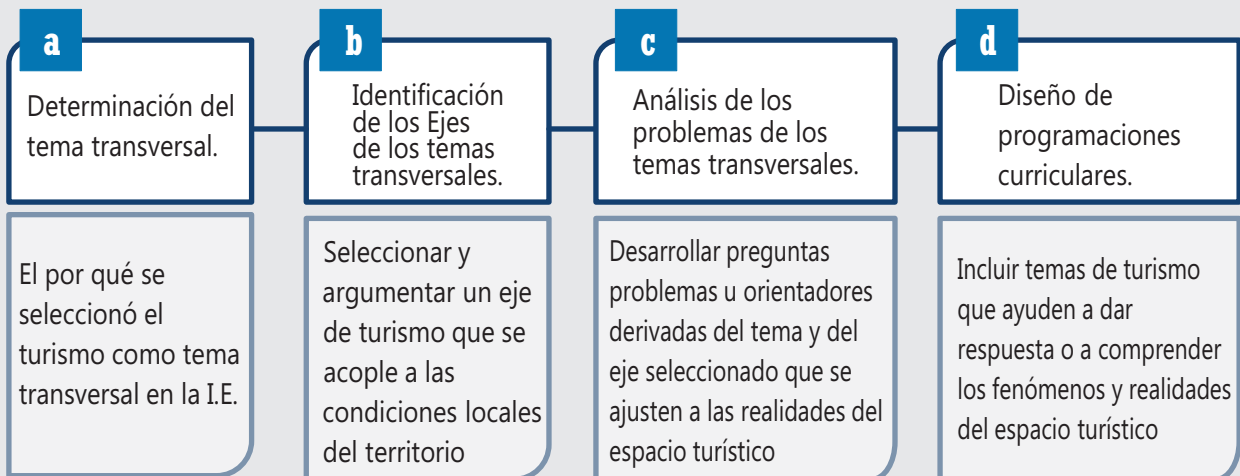 a
Determinación del
tema transversal.
El por qué se
seleccionó el
turismo como tema
transversal en la I.E.
b
Identificación
de los Ejes
de los temas
transversales.
Seleccionar y
argumentar un eje
de turismo que se
acople a las
condiciones locales
del territorio
c
Análisis de los
problemas de los
temas transversales.
Desarrollar preguntas
problemas u orientadores
derivadas del tema y del
eje seleccionado que se
ajusten a las realidades del
espacio turístico
d
Diseño de
programaciones
curriculares.
Incluir temas de turismo
que ayuden a dar
respuesta o a comprender
los fenómenos y realidades
del espacio turístico